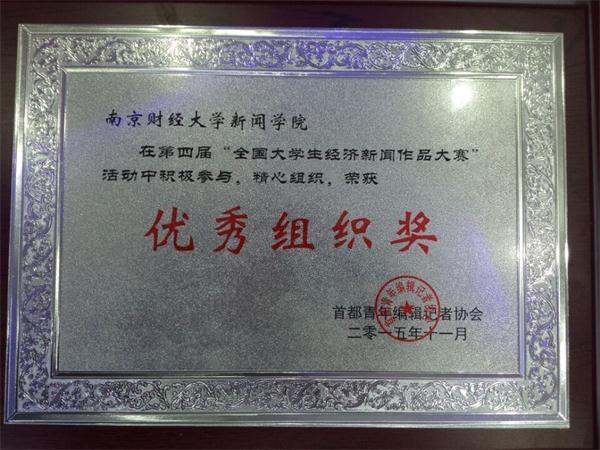 南京财经大学新闻学院
在第四届“全国大学生经济新闻作品大赛”
活动中积极参与，精心组织，荣获
优秀组织奖
首都青年编辑记者协会
二零一五年十一月